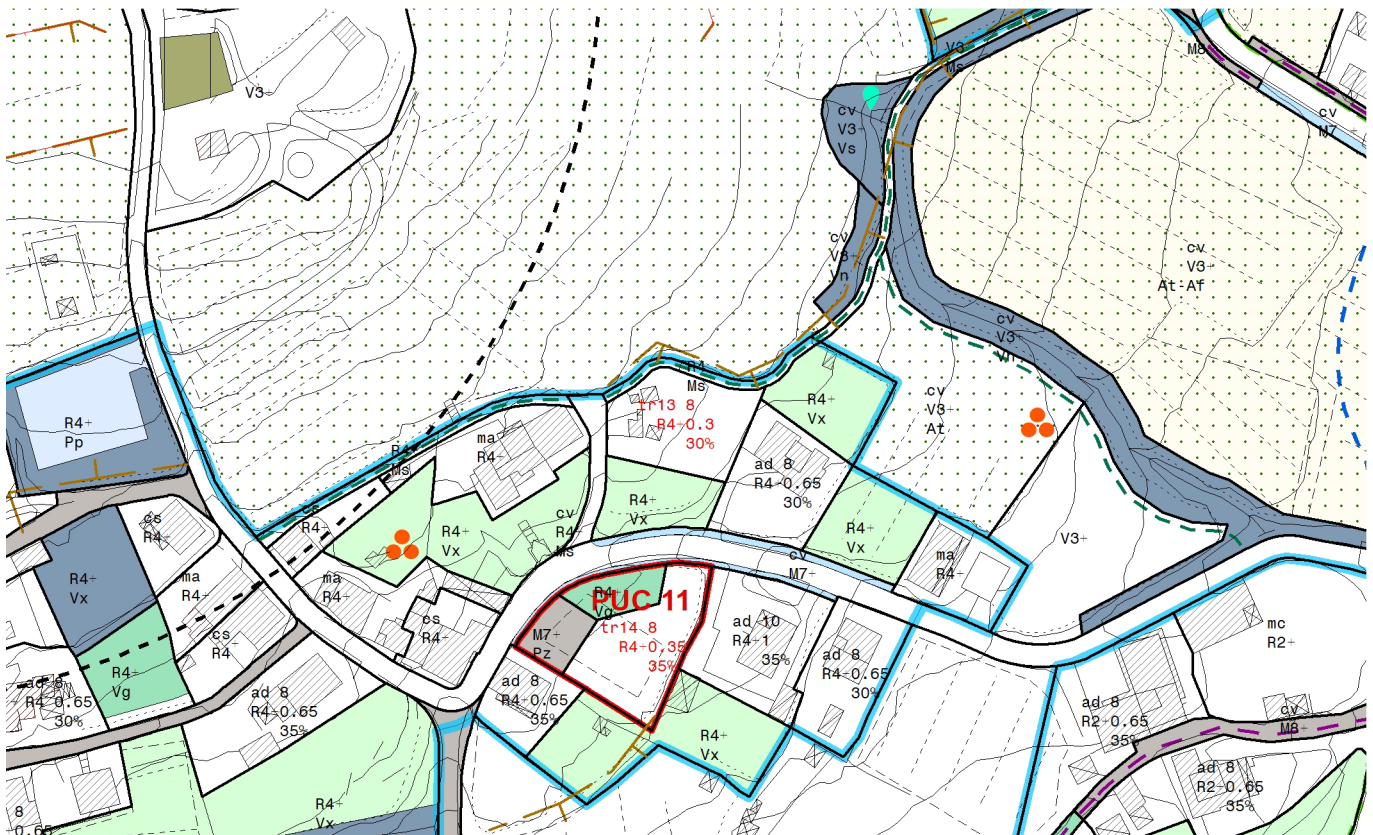 V3
V3
Ms
M8
cv
M7
cv
V3
Vs
cv
V3
Vn
cv
V3
At-Af
cv
V3
Vn
R4
Ms
tr13 8
R4 0.3
30%
R4
Vx
cv
V3
At
R4
Pp
ma
R4
R4
Ms
ad 8
R4 0.65
30%
cs
R4
cs
R4
R4
Vx
cv
R4
Ms
R4
Vx
R4
Vx
V3
cv
M7
ma
R4
R4
Vx
ma
R4
ma
R4
cs
R4
cs
R4
R4
Vg
PUC 11
M7
Pz
tr14 8
R4 0.35
35%
ad 10
R4 1
35%
mc
R2
R4
Vg
ad 8
R4 0.65
30%
ad 8
R4 0.65
35%
ad 8
R4 0.65
35%
ad 8
R4 0.65
30%
R4
Vx
ad 8
R2 0.65
35%
cv
M8
ad 8
R2 0.65
35%
R4
Vx
8
0.65